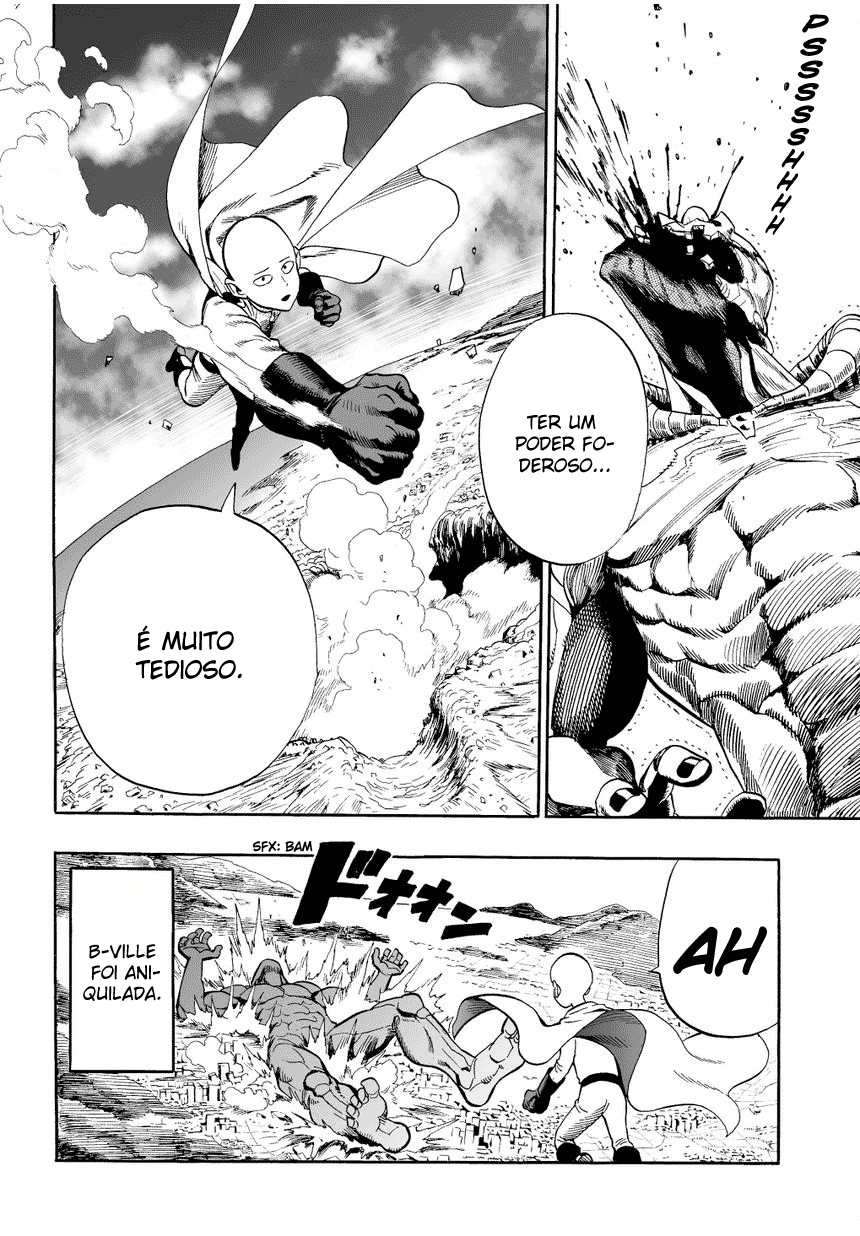 PSSSSSHHHH
TER UM
PODER FO-
DEROSO...
É MUITO
TEDIOSO.
SFX: BAM
ドオオン
B-VILLE
FOI ANI-
QUILADA.
AH